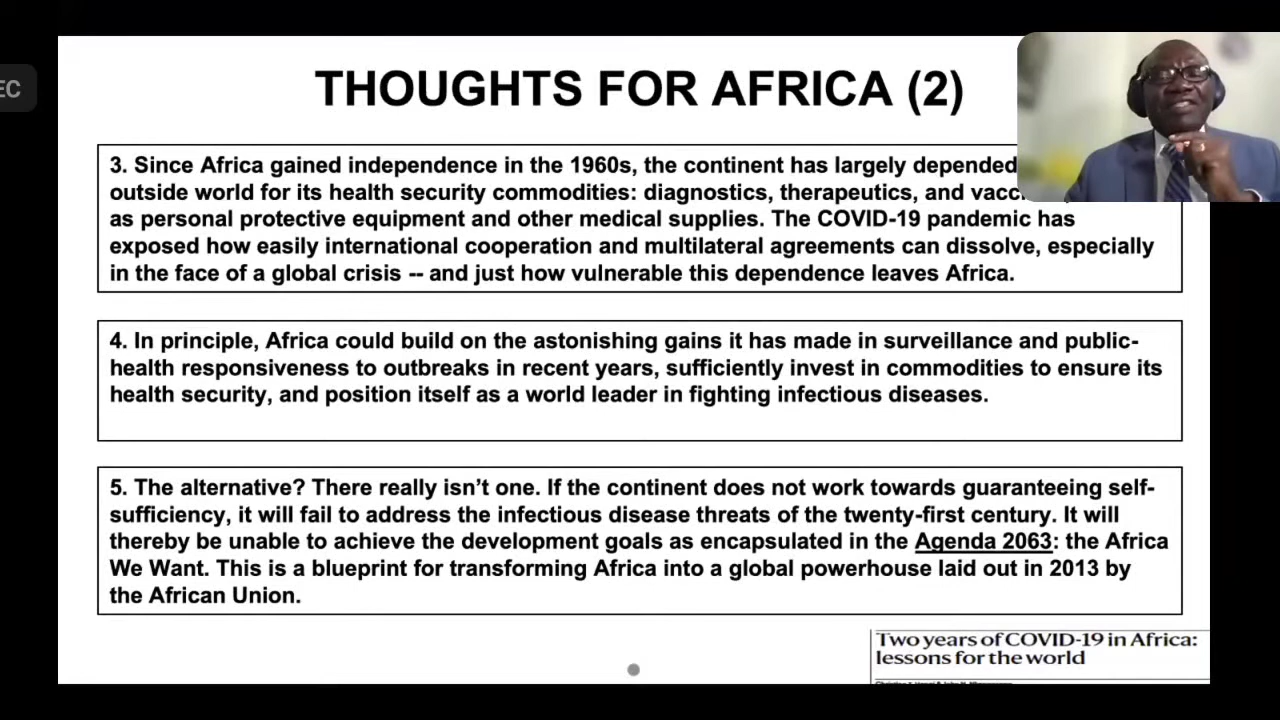 EC
THOUGHTS FOR AFRICA (2)
3. Since Africa gained independence in the 1960s, the continent has largely depended
outside world for its health security commodities: diagnostics, therapeutics, and
as personal protective equipment and other medical supplies. The COVID-19 pandemic has
exposed how easily international cooperation and multilateral agreements can dissolve, especially
in the face of a global crisis -- and just how vulnerable this dependence leaves Africa.
4. In principle, Africa could build on the astonishing gains it has made in surveillance and public-
health responsiveness to outbreaks in recent years, sufficiently invest in commodities to ensure its
health security, and position itself as a world leader in fighting infectious diseases.
5. The alternative? There really isn’t one. If the continent does not work towards guaranteeing self-
sufficiency, it will fail to address the infectious disease threats of the twenty-first century. It will
thereby be unable to achieve the development goals as encapsulated in the Agenda 2063: the Africa
We Want. This is a blueprint for transforming Africa into a global powerhouse laid out in 2013 by
the African Union.
Two years of COVID-19 in Africa:
lessons for the world